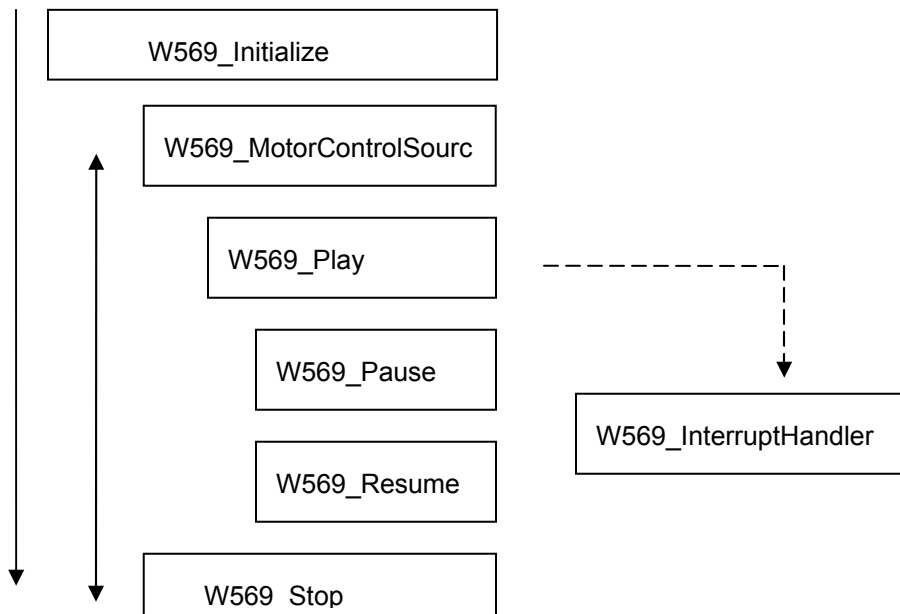 W569_Initialize
W569_MotorControlSourc
W569_Play
W569_Pause
W569_InterruptHandler
W569_Resume
W569_Stop